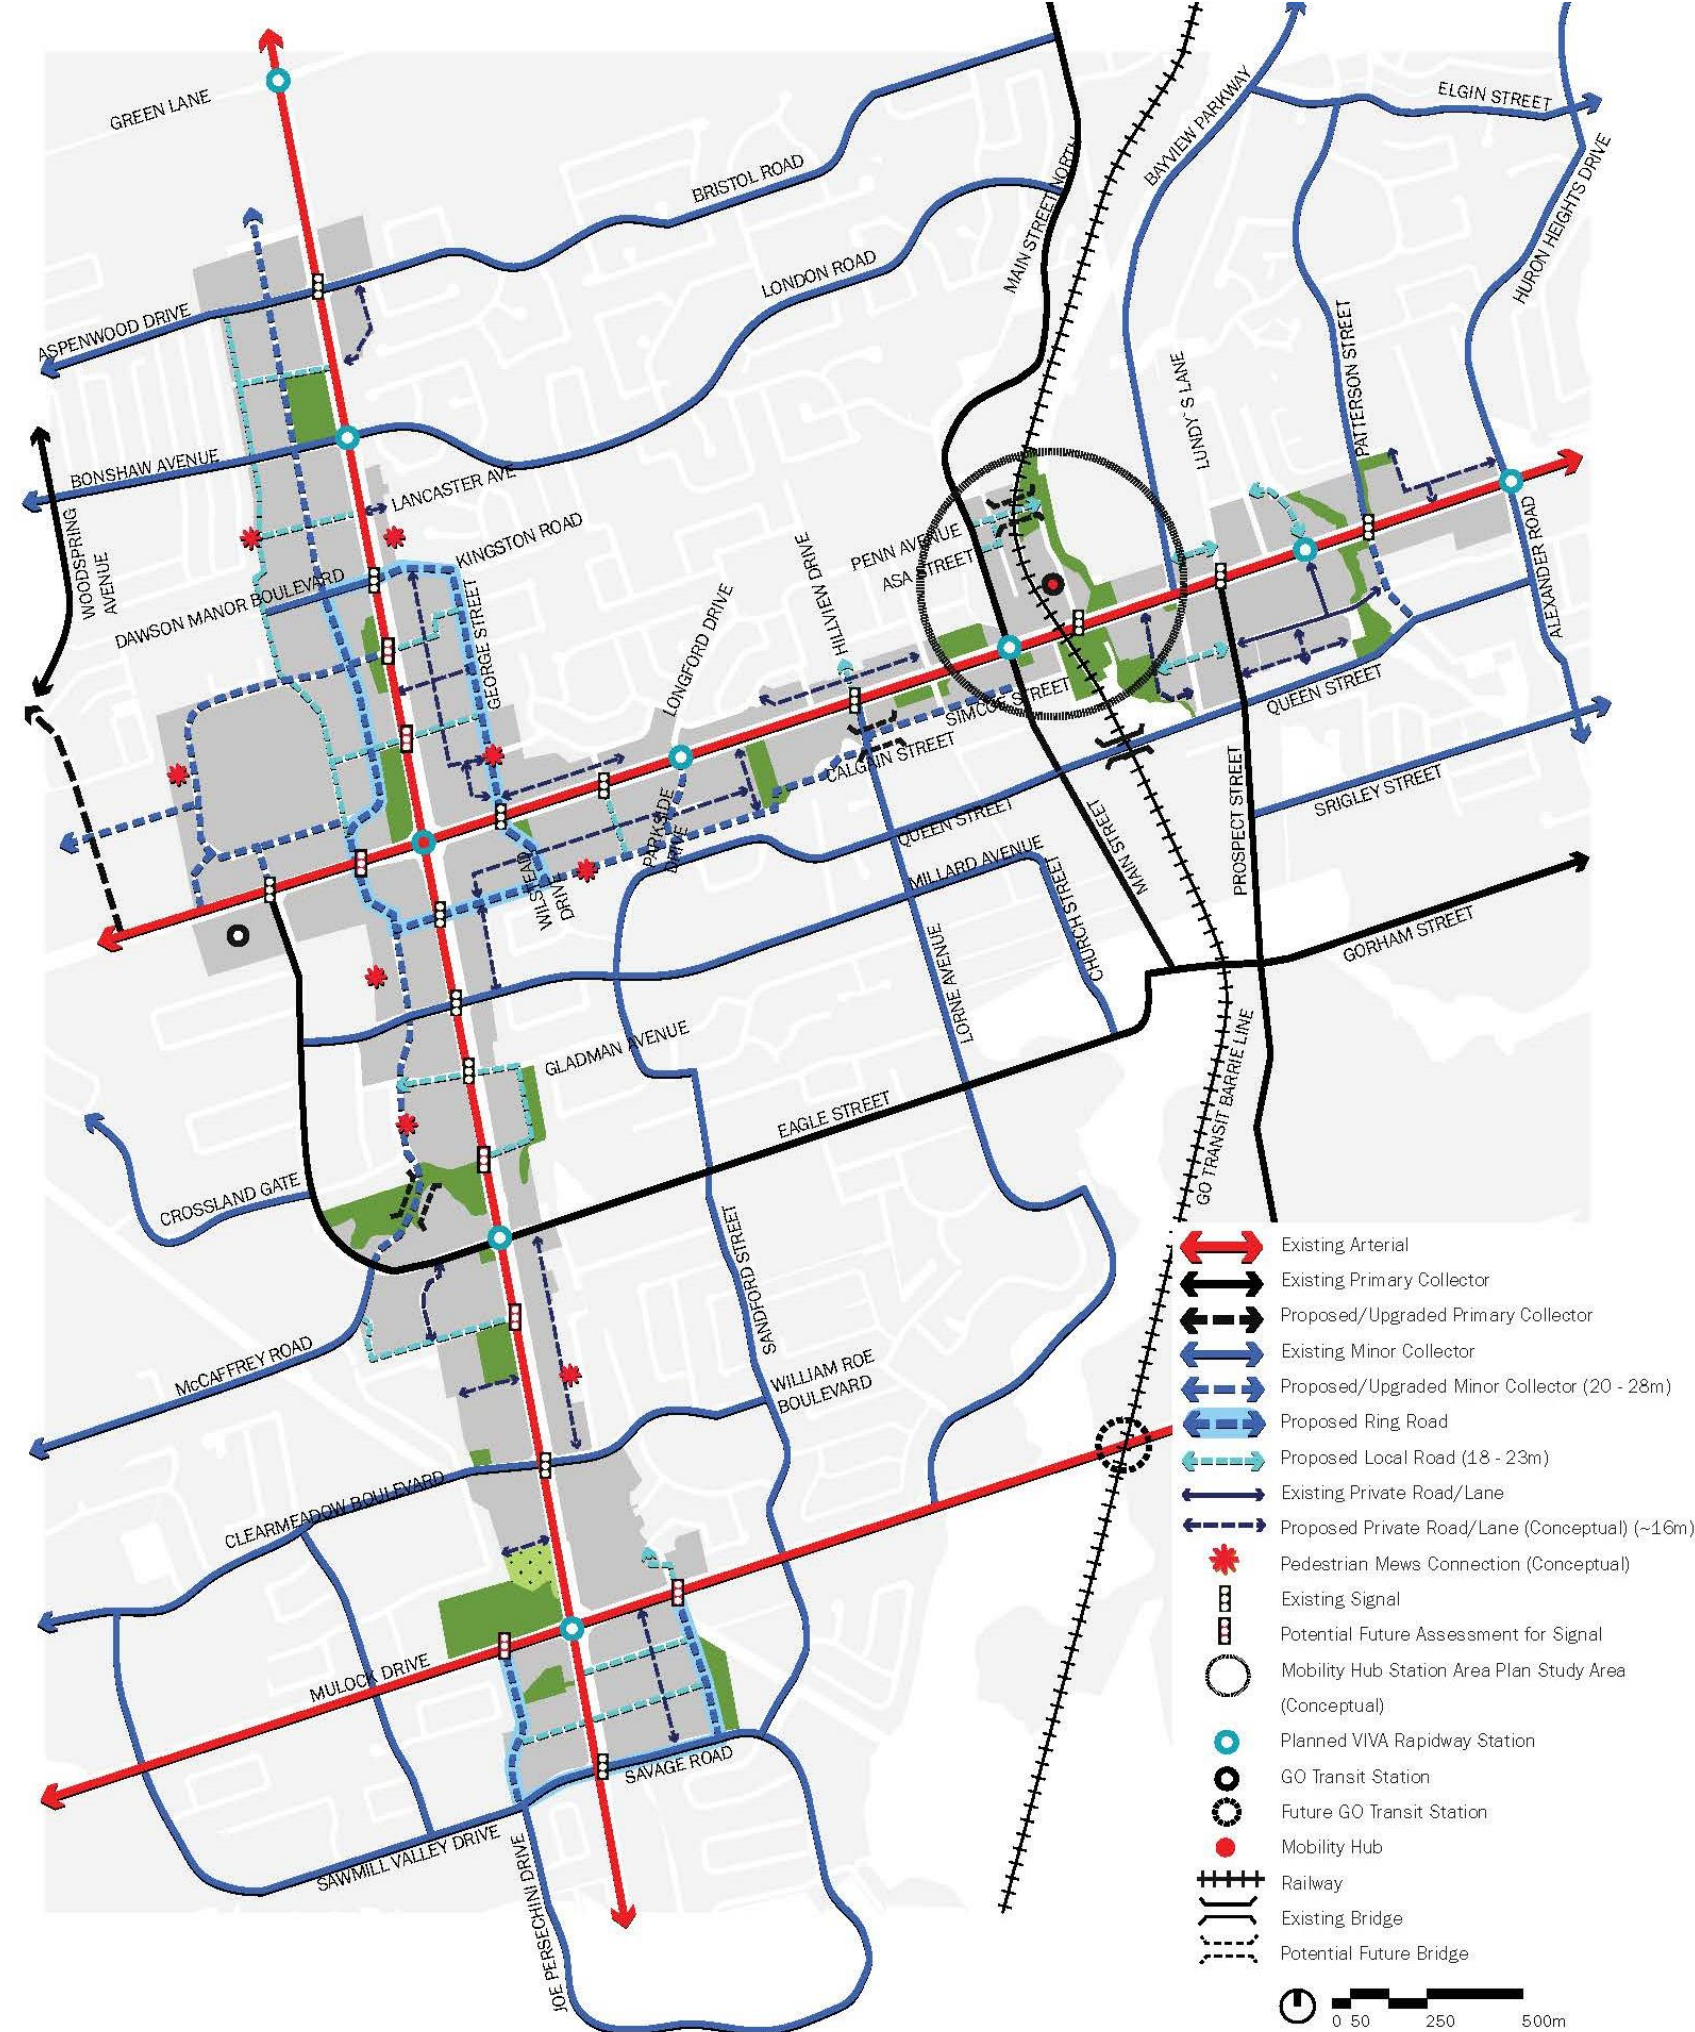 GREEN LANE
BRISTOL ROAD
LONDON ROAD
MAIN STREET NORTH
BAYVIEW PARKWAY
ELGIN STREET
HURON HEIGHTS DRIVE
ASPENWOOD DRIVE
BONSHAW AVENUE
LANCASTER AVE
KINGSTON ROAD
WOODSPRING
AVENUE
DAWSON MANOR BOULEVARD
GEORGE STREET
LONGFORD DRIVE
HILLVIEW DRIVE
PENN AVENUE
ASA STREET
LUNDY'S LANE
PATTERSON STREET
ALEXANDER ROAD
SIMCOE STREET
CALGAIN STREET
QUEEN STREET
QUEEN STREET
SRIGLEY STREET
PROSPECT STREET
PARKSIDE
DRIVE
WILSTEAD
DRIVE
MILLARD AVENUE
CHURCH STREET
MAIN STREET
GORHAM STREET
LORNE AVENUE
GLADMAN AVENUE
EAGLE STREET
GO TRANSIT BARRIE LINE
CROSSLAND GATE
SANDFORD STREET
McCAFFREY ROAD
WILLIAM ROE
BOULEVARD
CLEARMEADOW BOULEVARD
MULOCK DRIVE
SAVAGE ROAD
SAWMILL VALLEY DRIVE
JOE PERSECHINI DRIVE
Existing Arterial
Existing Primary Collector
Proposed/Upgraded Primary Collector
Existing Minor Collector
Proposed/Upgraded Minor Collector (20 - 28m)
Proposed Ring Road
Proposed Local Road (18 - 23m)
Existing Private Road/Lane
Proposed Private Road/Lane (Conceptual) (~16m)
Pedestrian Mews Connection (Conceptual)
Existing Signal
Potential Future Assessment for Signal
Mobility Hub Station Area Plan Study Area
(Conceptual)
Planned VIVA Rapidway Station
GO Transit Station
Future GO Transit Station
Mobility Hub
Railway
Existing Bridge
Potential Future Bridge
0 50 250 500m